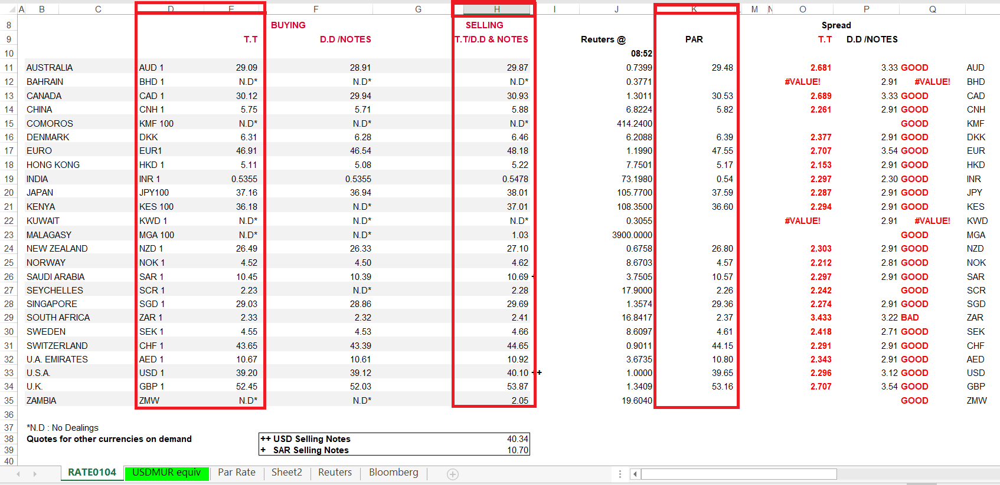 A B C D E F G H I J K L M N O P Q
8 BUYING SELLING Spread
9 T.T D.D /NOTES T.T/D.D & NOTES Reuters @ PAR T.T D.D /NOTES
10 08:52
11 AUSTRALIA AUD 1 29.09 28.91 29.87 0.7399 29.48 2.681 3.33 GOOD AUD
12 BAHRAIN BHD 1 N.D* N.D* N.D* 0.3771 #VALUE! 2.91 #VALUE! BHD
13 CANADA CAD 1 30.12 29.94 30.93 1.3011 30.53 2.689 3.33 GOOD CAD
14 CHINA CNH 1 5.75 5.71 5.88 6.8224 5.82 2.261 2.91 GOOD CNH
15 COMOROS KMF 100 N.D* N.D* N.D* 414.2400 GOOD KMF
16 DENMARK DKK 6.31 6.28 6.46 6.2088 6.39 2.377 2.91 GOOD DKK
17 EURO EUR1 46.91 46.54 48.18 1.1990 47.55 2.707 3.54 GOOD EUR
18 HONG KONG HKD 1 5.11 5.08 5.22 7.7501 5.17 2.153 2.91 GOOD HKD
19 INDIA INR 1 0.5355 0.5355 0.5478 73.1980 0.54 2.297 2.30 GOOD INR
20 JAPAN JPY100 37.16 36.94 38.01 105.7700 37.59 2.287 2.91 GOOD JPY
21 KENYA KES 100 36.18 N.D* 37.01 108.3500 36.60 2.294 2.91 GOOD KES
22 KUWAIT KWD 1 N.D* N.D* N.D* 0.3055 #VALUE! 2.91 #VALUE! KWD
23 MALAGASY MGA 100 N.D* N.D* 1.03 3900.0000 GOOD MGA
24 NEW ZEALAND NZD 1 26.49 26.33 27.10 0.6758 26.80 2.303 2.91 GOOD NZD
25 NORWAY NOK 1 4.52 4.50 4.62 8.6703 4.57 2.212 2.81 GOOD NOK
26 SAUDI ARABIA SAR 1 10.45 10.39 10.69 + 3.7505 10.57 2.297 2.91 GOOD SAR
27 SEYCHELLES SCR 1 2.23 N.D* 2.28 17.9000 2.26 2.242 GOOD SCR
28 SINGAPORE SGD 1 29.03 28.86 29.69 1.3574 29.36 2.274 2.91 GOOD SGD
29 SOUTH AFRICA ZAR 1 2.33 2.32 2.41 16.8417 2.37 3.433 3.22 BAD ZAR
30 SWEDEN SEK 1 4.55 4.53 4.66 8.6097 4.61 2.418 2.71 GOOD SEK
31 SWITZERLAND CHF 1 43.65 43.39 44.65 0.9011 44.15 2.291 2.91 GOOD CHF
32 U.A. EMIRATES AED 1 10.67 10.61 10.92 3.6735 10.80 2.343 2.91 GOOD AED
33 U.S.A. USD 1 39.20 39.12 40.10 ++ 1.0000 39.65 2.296 3.12 GOOD USD
34 U.K. GBP 1 52.45 52.03 53.87 1.3409 53.16 2.707 3.54 GOOD GBP
35 ZAMBIA ZMW N.D* N.D* 2.05 19.6040 GOOD ZMW
36
37 *N.D : No Dealings
38 Quotes for other currencies on demand ++ USD Selling Notes 40.34
39 + SAR Selling Notes 10.70
40
RATE0104 USDMUR equiv Par Rate Sheet2 Reuters Bloomberg